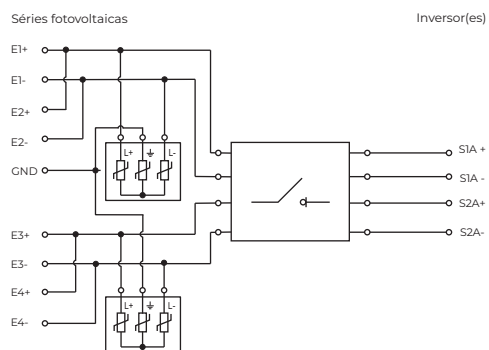 Séries fotovoltaicas
Inversor(es)
E1+
E1-
E2+
E2-
GND
L+
L-
S1A +
S1A -
S2A+
S2A-
E3+
E3-
E4+
E4-
L+
L-